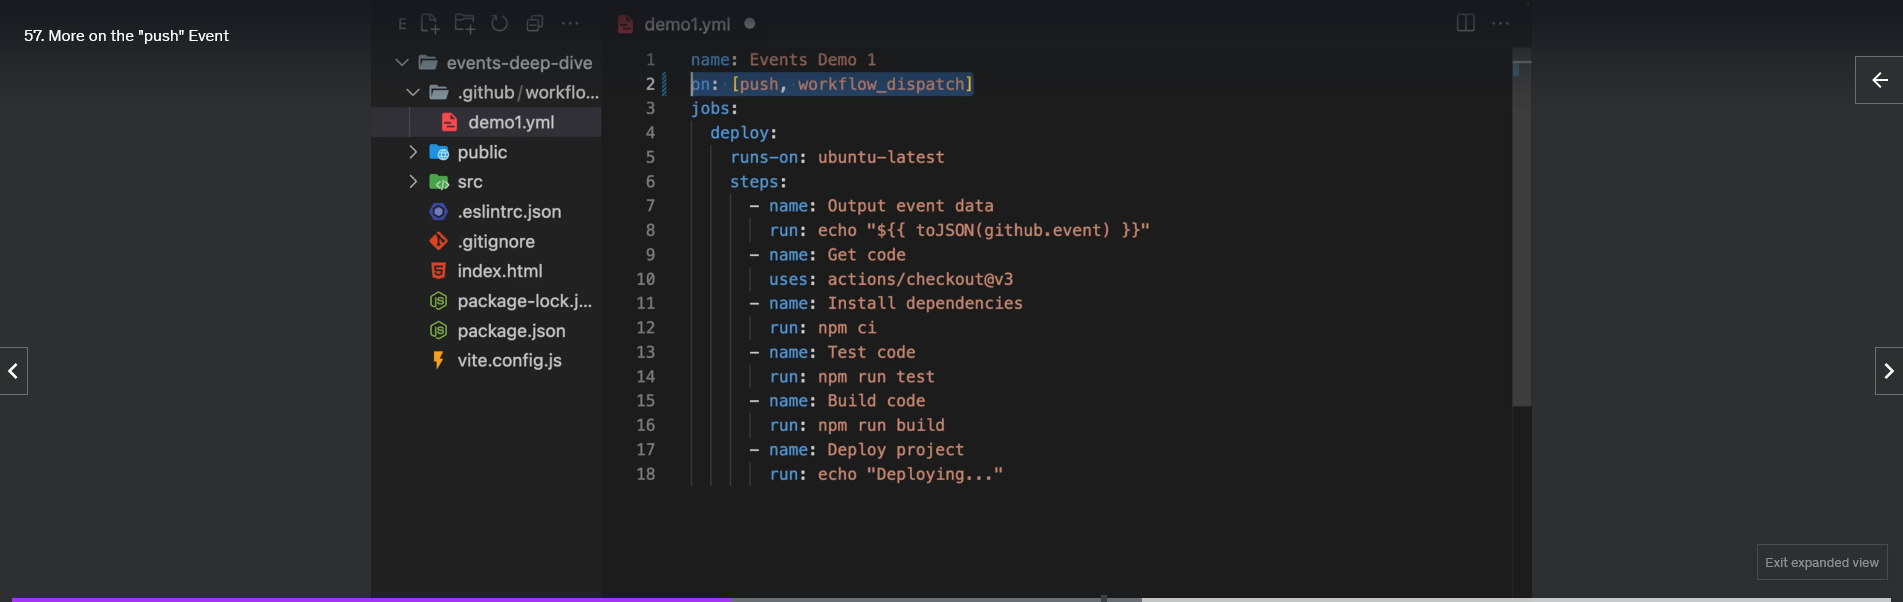 57. More on the "push" Event
E
events-deep-dive
.github/workflo...
demo1.yml
public
src
.eslintrc.json
.gitignore
index.html
package-lock.j...
package.json
vite.config.js
demo1.yml
1 name: Events Demo 1
2 on: [push, workflow_dispatch]
3 jobs:
4 deploy:
5 runs-on: ubuntu-latest
6 steps:
7 - name: Output event data
8 run: echo "${{ toJSON(github.event) }}"
9 - name: Get code
10 uses: actions/checkout@v3
11 - name: Install dependencies
12 run: npm ci
13 - name: Test code
14 run: npm run test
15 - name: Build code
16 run: npm run build
17 - name: Deploy project
18 run: echo "Deploying..."
Exit expanded view